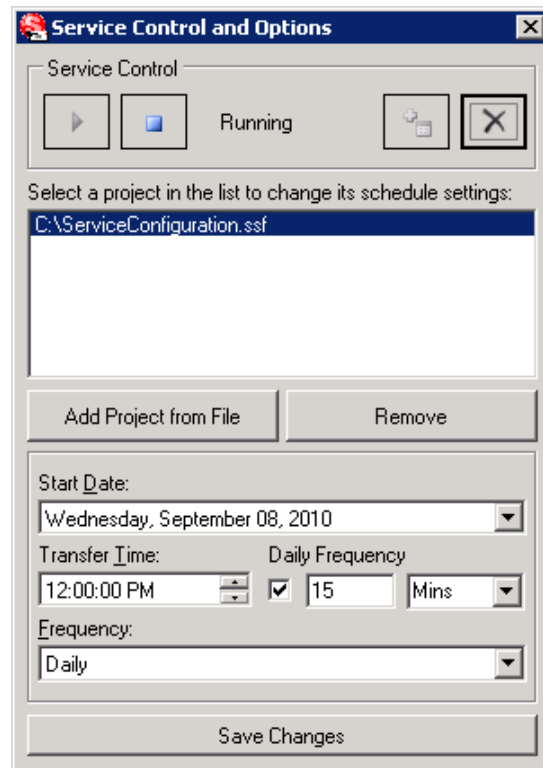 Service Control and Options
Service Control
Running
Select a project in the list to change its schedule settings:
C:\ServiceConfiguration.ssf
Add Project from File Remove
Start Date:
Wednesday, September 08, 2010
Transfer Time: Daily Frequency
12:00:00 PM 15 Mins
Frequency:
Daily
Save Changes